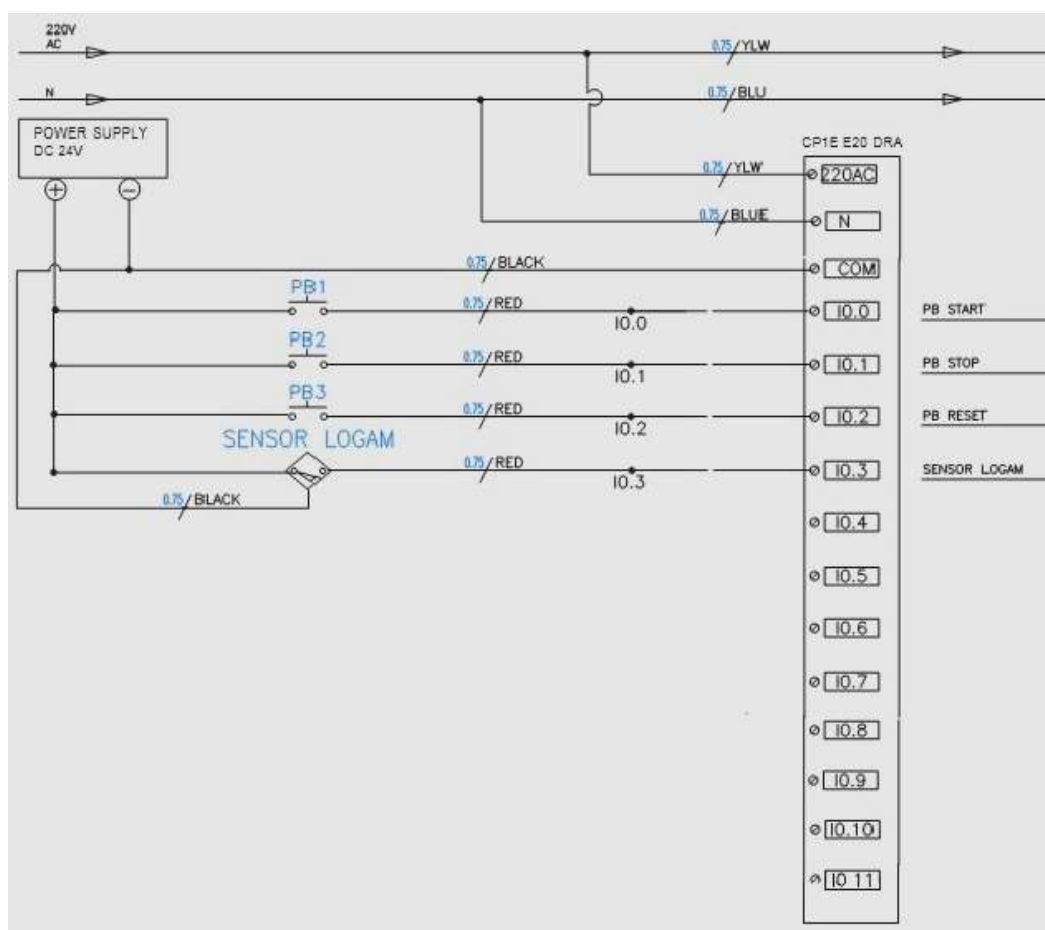 220V
AC
0.75/YLW
N
0.75/BLU
POWER SUPPLY
DC 24V
CP1E E20 DRA
0.75/YLW
220AC
0.75/BLUE
N
0.75/BLACK
COM
PB1
0.75/RED
I0.0
I0.0
PB START
PB2
0.75/RED
I0.1
I0.1
PB STOP
PB3
0.75/RED
I0.2
I0.2
PB RESET
SENSOR LOGAM
0.75/RED
I0.3
I0.3
SENSOR LOGAM
0.75/BLACK
I0.4
I0.5
I0.6
I0.7
I0.8
I0.9
I0.10
I0 11